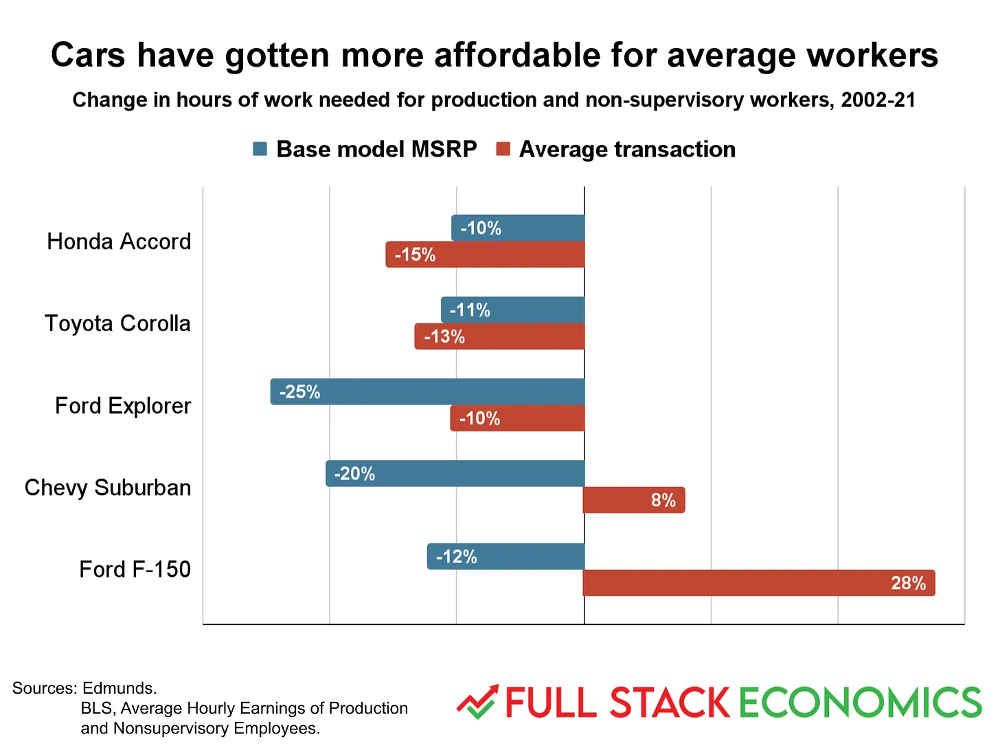 Cars have gotten more affordable for average workers
Change in hours of work needed for production and non-supervisory workers, 2002-21
Base model MSRP Average transaction
Honda Accord
-10%
-15%
Toyota Corolla
-11%
-13%
Ford Explorer
-25%
-10%
Chevy Suburban
-20%
8%
Ford F-150
-12%
28%
Sources: Edmunds.
BLS, Average Hourly Earnings of Production
and Nonsupervisory Employees.
FULL STACK ECONOMICS